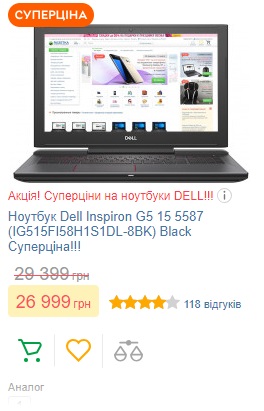 СУПЕРЦІНА
DELL
Акція! Суперціни на ноутбуки DELL!!!
Ноутбук Dell Inspiron G5 15 5587
(IG515FI58H1S1DL-8BK) Black
Суперціна!!!
29 399 грн
26 999 грн
118 відгуків
Аналог